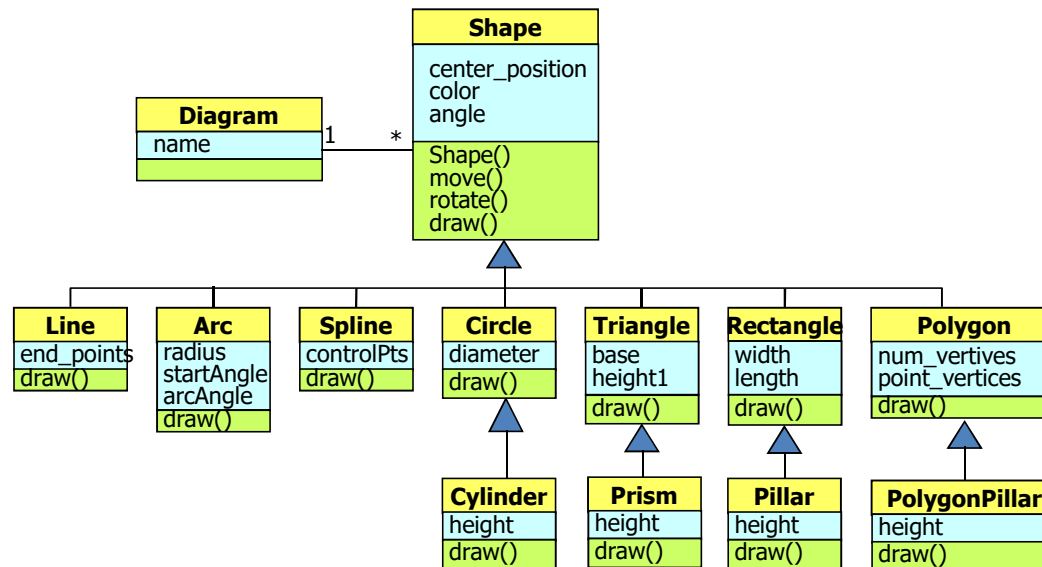 Shape
center_position
color
angle
Shape()
move()
rotate()
draw()
Diagram
name
1
*
Line
end_points
draw()
Arc
radius
startAngle
arcAngle
draw()
Spline
controlPts
draw()
Circle
diameter
draw()
Triangle
base
height1
draw()
Rectangle
width
length
draw()
Polygon
num_vertives
point_vertices
draw()
Cylinder
height
draw()
Prism
height
draw()
Pillar
height
draw()
PolygonPillar
height
draw()